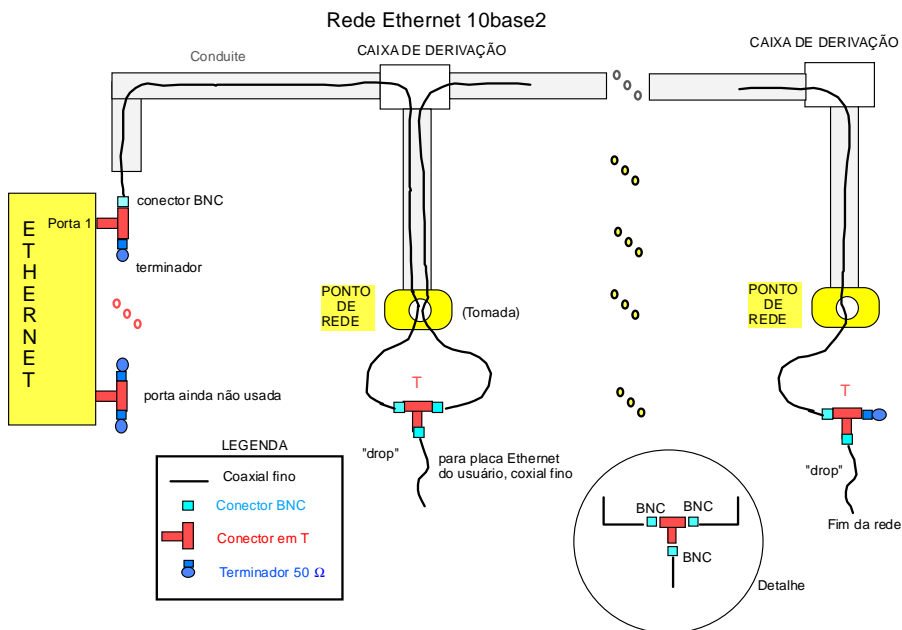 Rede Ethernet 10base2
CAIXA DE DERIVAÇÃO
CAIXA DE DERIVAÇÃO
Conduite
conector BNC
Porta 1
terminador
ETHERNET
porta ainda não usada
PONTO
DE
REDE
(Tomada)
PONTO
DE
REDE
T
T
"drop"
para placa Ethernet
do usuário, coxial fino
"drop"
Fim da rede
LEGENDA
Coaxial fino
Conector BNC
Conector em T
Terminador 50 Ω
BNC
BNC
BNC
Detalhe